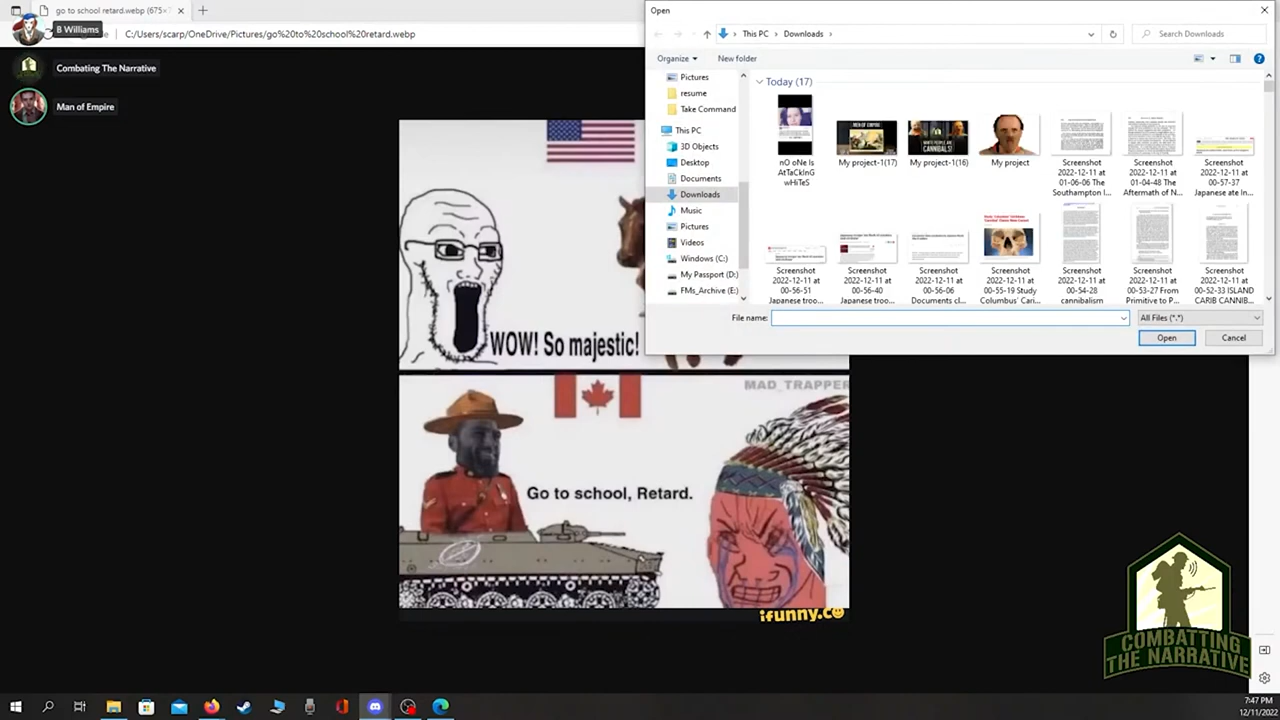 go to school retard.webp (675×
B Williams
C:/Users/scarp/OneDrive/Pictures/go%20to%20school%20retard.webp
Combating The Narrative
Man of Empire
WOW! So majestic!
MAD_TRAPPER
Go to school, Retard.
ifunny.co
Open
This PC
Downloads
Search Downloads
Organize
New folder
Pictures
resume
Take Command
This PC
3D Objects
Desktop
Documents
Downloads
Music
Pictures
Videos
Windows (C:)
My Passport (D:)
FMs_Archive (E:)
Today (17)
nO oNe Is
AtTaCkInG
wHiTeS
My project-1(17)
My project-1(16)
My project
Screenshot
2022-12-11 at
01-06-06 The
Southampton I...
Screenshot
2022-12-11 at
01-04-48 The
Aftermath of N...
Screenshot
2022-12-11 at
00-57-37
Japanese ate In...
Screenshot
2022-12-11 at
00-56-51
Japanese troo...
Screenshot
2022-12-11 at
00-56-40
Japanese troo...
Screenshot
2022-12-11 at
00-56-06
Documents cl...
Screenshot
2022-12-11 at
00-55-19 Study
Columbus' Cari...
Screenshot
2022-12-11 at
00-54-28
cannibalism
Screenshot
2022-12-11 at
00-53-27 From
Primitive to P...
Screenshot
2022-12-11 at
00-52-33 ISLAND
CARIB CANNIB...
File name:
All Files (*.*)
Open
Cancel
COMBATTING
THE NARRATIVE
7:47 PM
12/11/2022